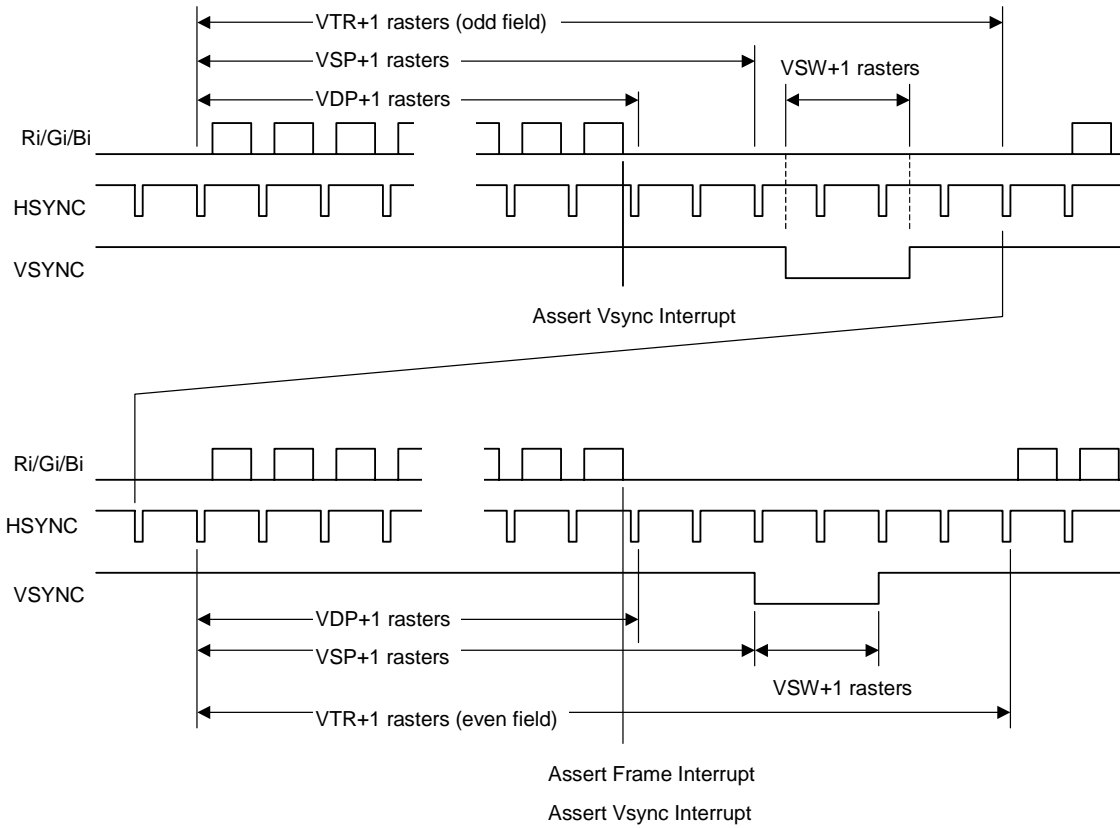 VTR+1 rasters (odd field)
VSP+1 rasters
VSW+1 rasters
VDP+1 rasters
Ri/Gi/Bi
HSYNC
VSYNC
Assert Vsync Interrupt
Ri/Gi/Bi
HSYNC
VSYNC
VDP+1 rasters
VSP+1 rasters
VSW+1 rasters
VTR+1 rasters (even field)
Assert Frame Interrupt
Assert Vsync Interrupt